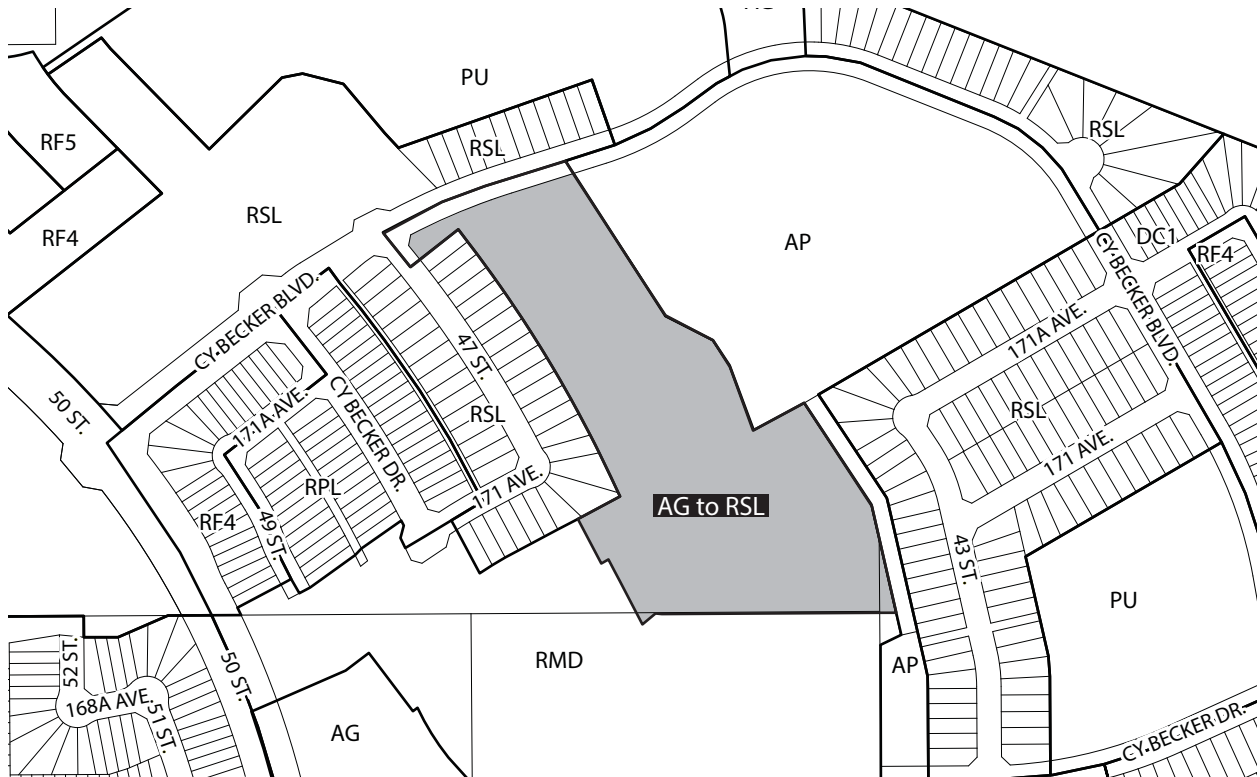 PU
RF5
RSL
RSL
RSL
RF4
AP
DC1
RF4
CY BECKER BLVD.
CY BECKER BLVD.
171A AVE.
47 ST.
50 ST.
RSL
RSL
171A AVE.
CY BECKER DR.
171 AVE.
RPL
171 AVE.
AG to RSL
RF4
49 ST.
43 ST.
PU
RMD
AP
52 ST.
50 ST.
168A AVE.
51 ST.
AG
CY BECKER DR.